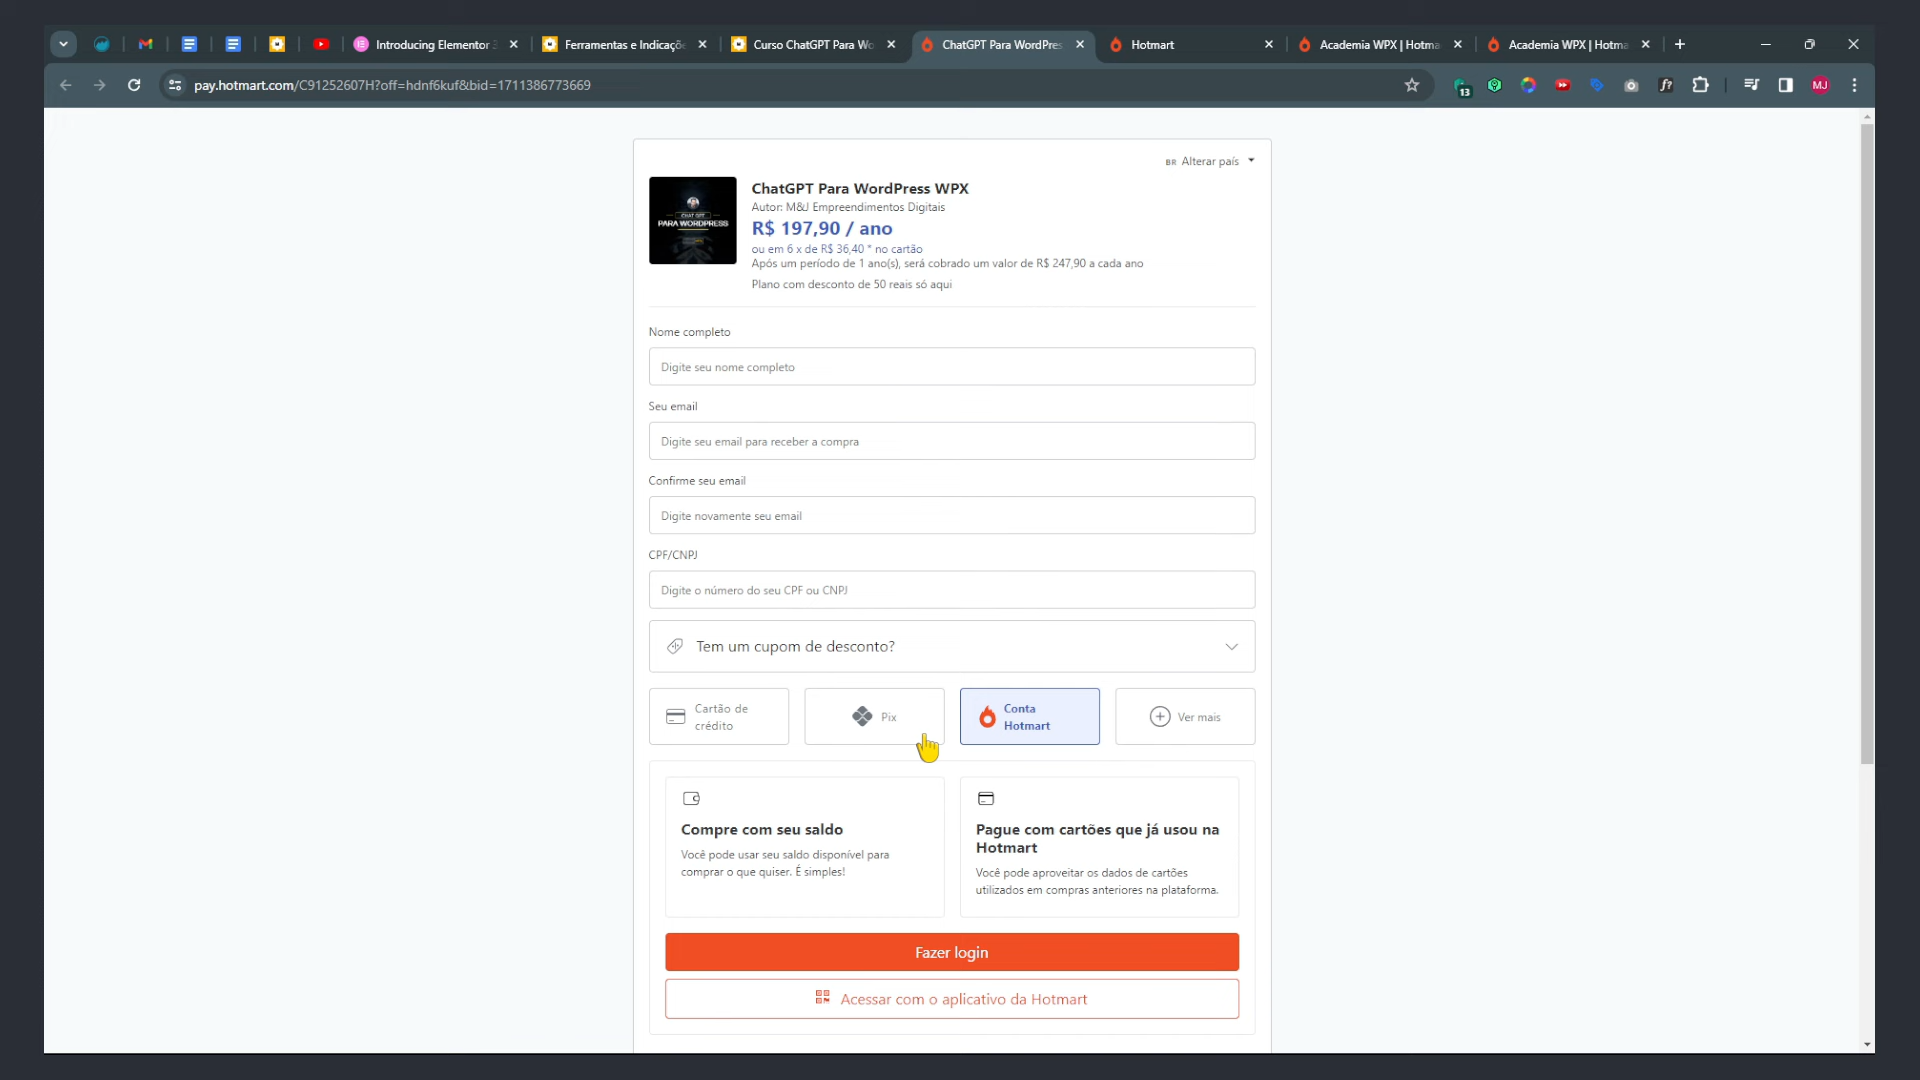 Introducing Elementor 3
Ferramentas e Indicaçõ
Curso ChatGPT Para Wo
ChatGPT Para WordPres
Hotmart
Academia WPX | Hotma
Academia WPX | Hotma
pay.hotmart.com/C91252607H?off=hdnf6kuf&bid=1711386773669
13
f?
MJ
BR Alterar país
CHAT GPT
PARA WORDPRESS
ChatGPT Para WordPress WPX
Autor: M&J Empreendimentos Digitais
R$ 197,90 / ano
ou em 6 x de R$ 36,40 * no cartão
Após um período de 1 ano(s), será cobrado um valor de R$ 247,90 a cada ano
Plano com desconto de 50 reais só aqui
Nome completo
Digite seu nome completo
Seu email
Digite seu email para receber a compra
Confirme seu email
Digite novamente seu email
CPF/CNPJ
Digite o número do seu CPF ou CNPJ
Tem um cupom de desconto?
Cartão de
crédito
Pix
Conta
Hotmart
Ver mais
Compre com seu saldo
Você pode usar seu saldo disponível para
comprar o que quiser. É simples!
Pague com cartões que já usou na
Hotmart
Você pode aproveitar os dados de cartões
utilizados em compras anteriores na plataforma.
Fazer login
Acessar com o aplicativo da Hotmart